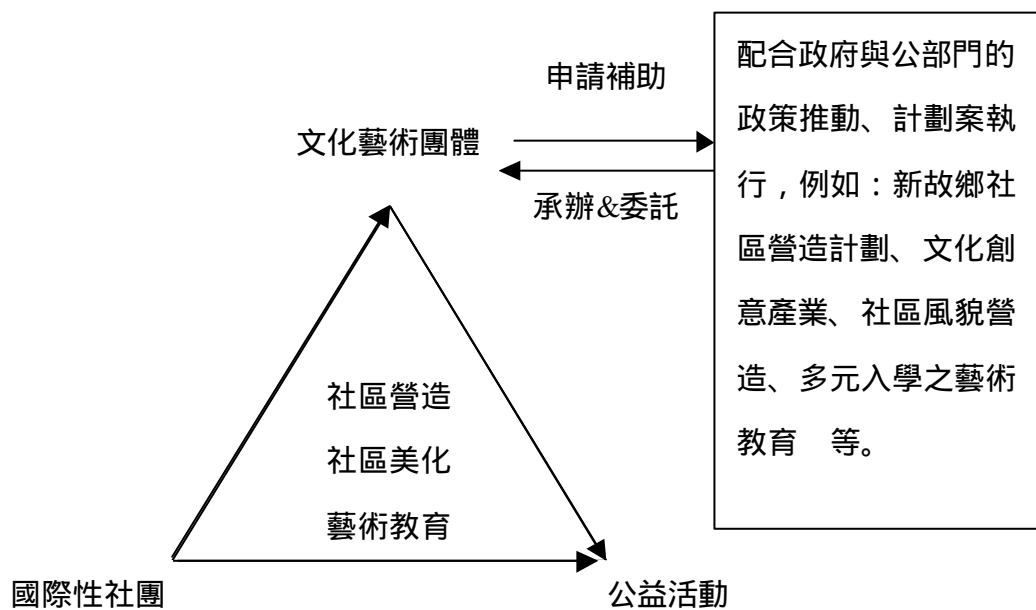 申請補助
文化藝術團體
承辦&委託
配合政府與公部門的
政策推動、計劃案執
行，例如：新故鄉社
區營造計劃、文化創
意產業、社區風貌營
造、多元入學之藝術
教育　等。
社區營造
社區美化
藝術教育
國際性社團
公益活動